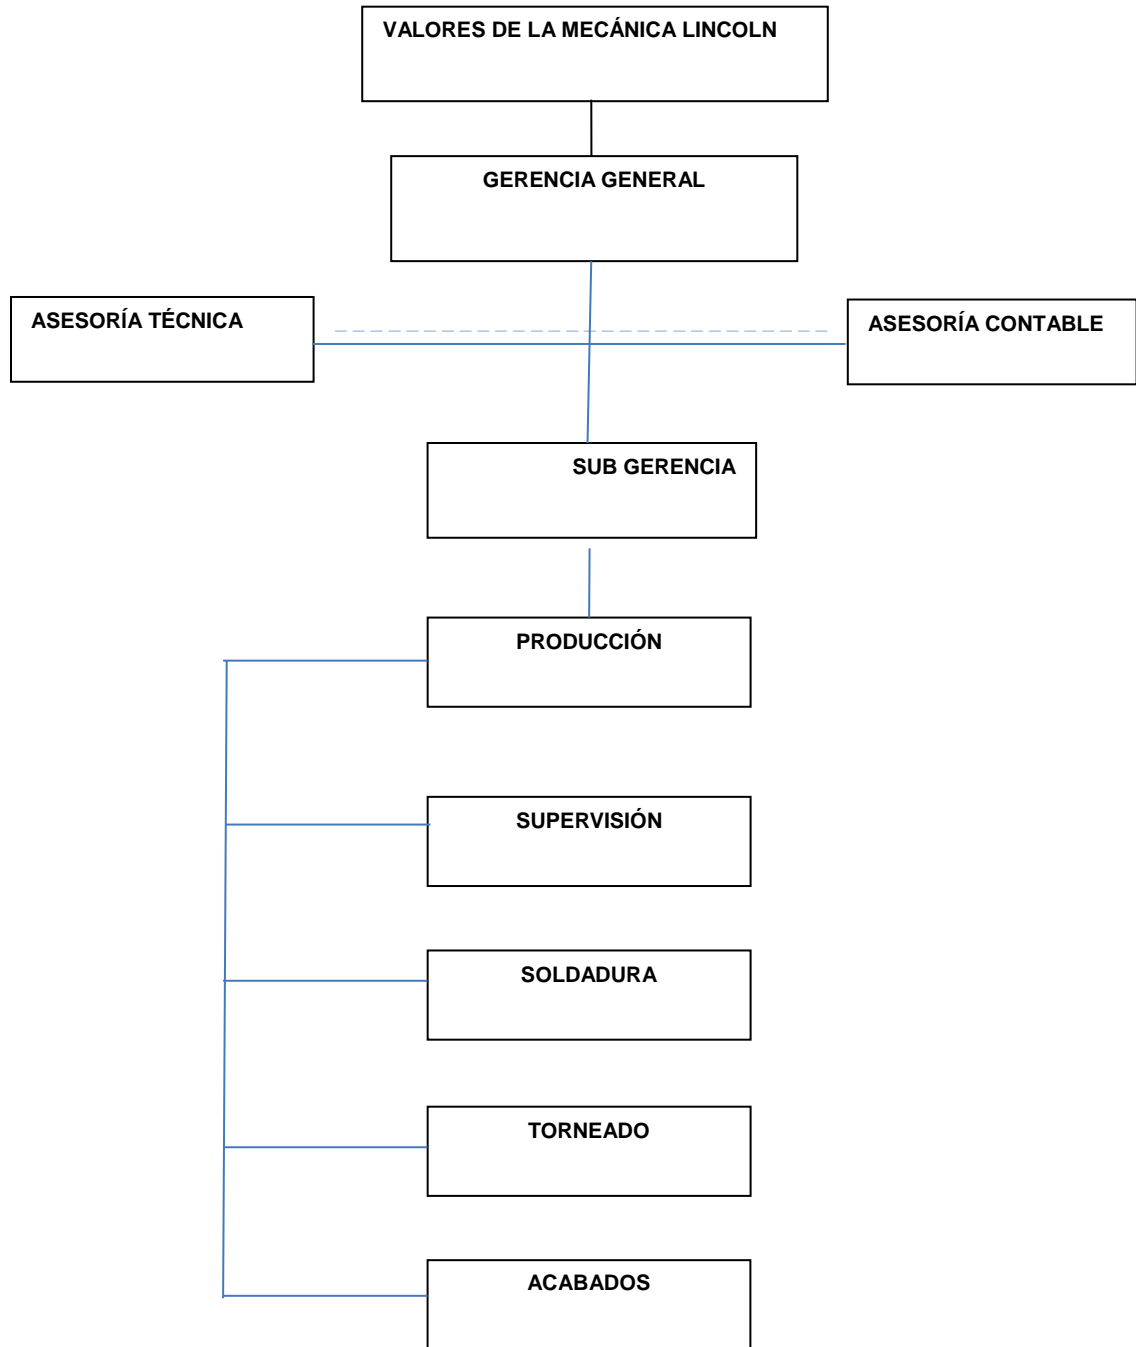 VALORES DE LA MECÁNICA LINCOLN
GERENCIA GENERAL
ASESORÍA TÉCNICA
ASESORÍA CONTABLE
SUB GERENCIA
PRODUCCIÓN
SUPERVISIÓN
SOLDADURA
TORNEADO
ACABADOS